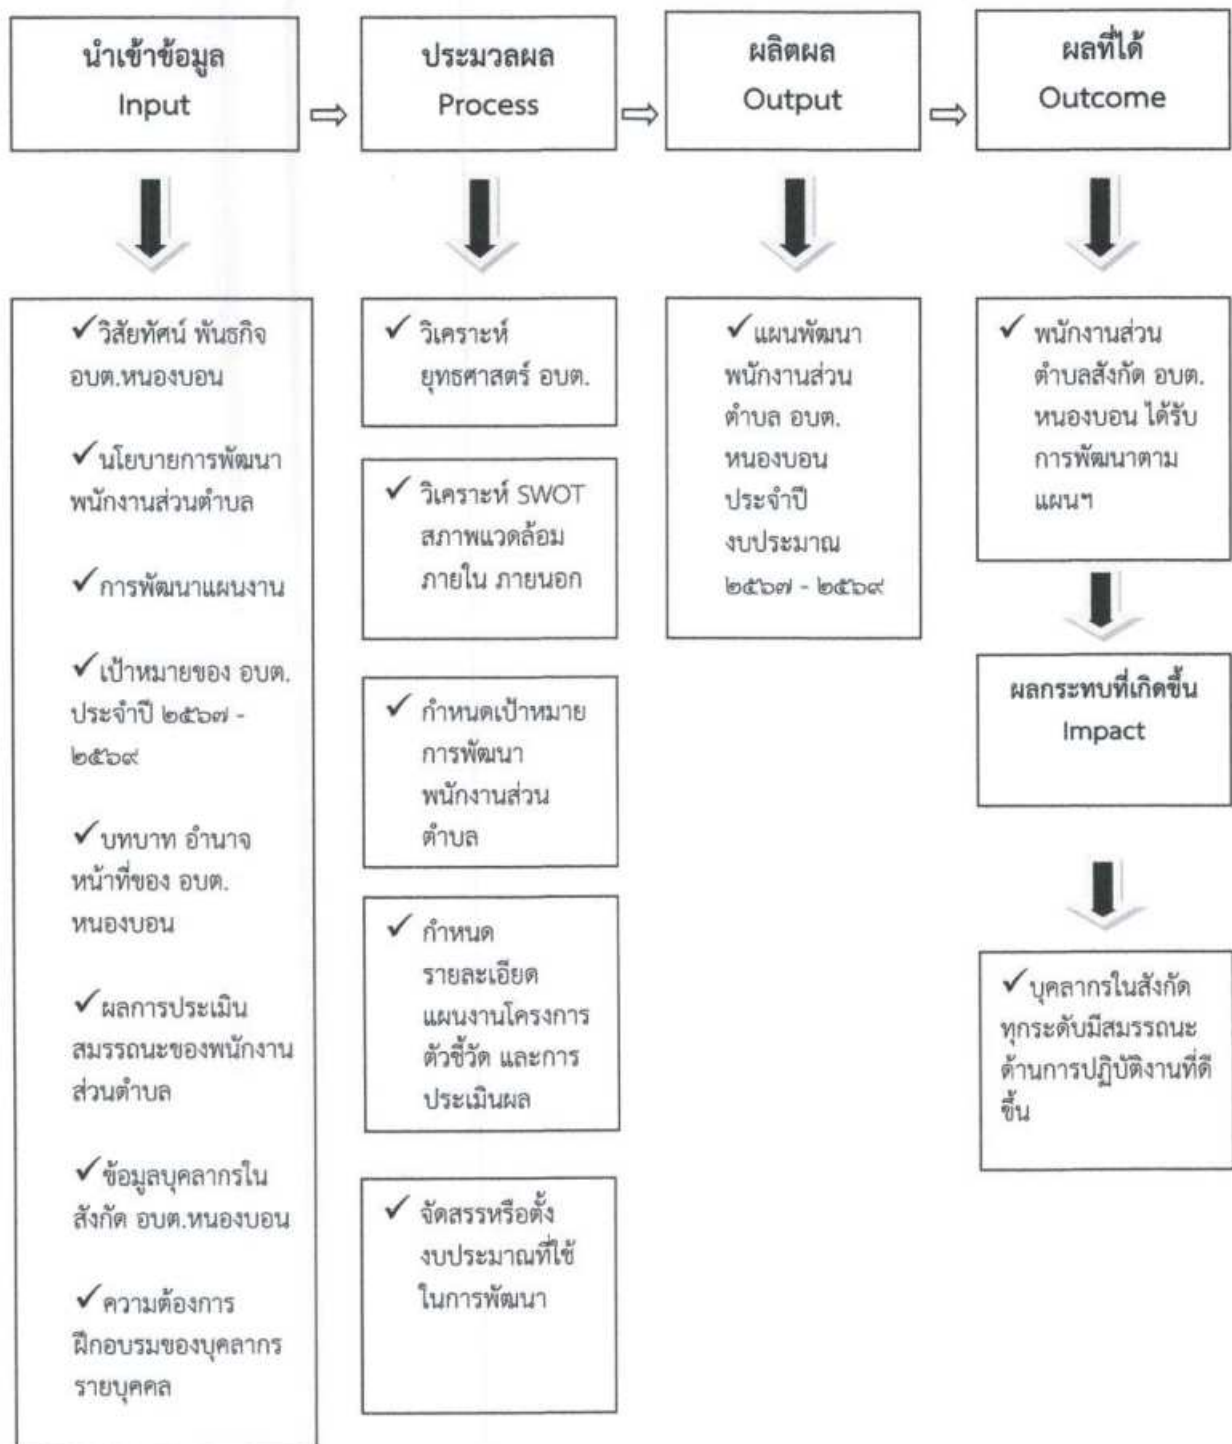 นำเข้าข้อมูล
Input
ประมวลผล
Process
ผลิตผล
Output
ผลที่ได้
Outcome
✓วิสัยทัศน์ พันธกิจ
อบต.หนองบอน
✓นโยบายการพัฒนา
พนักงานส่วนตำบล
✓การพัฒนาแผนงาน
✓เป้าหมายของ อบต.
ประจำปี ๒๕๖๗ -
๒๕๖๙
✓บทบาท อำนาจ
หน้าที่ของ อบต.
หนองบอน
✓ผลการประเมิน
สมรรถนะของพนักงาน
ส่วนตำบล
✓ข้อมูลบุคลากรใน
สังกัด อบต.หนองบอน
✓ความต้องการ
ฝึกอบรมของบุคลากร
รายบุคคล
✓ วิเคราะห์
ยุทธศาสตร์ อบต.
✓ วิเคราะห์ SWOT
สภาพแวดล้อม
ภายใน ภายนอก
✓ กำหนดเป้าหมาย
การพัฒนา
พนักงานส่วน
ตำบล
✓ กำหนด
รายละเอียด
แผนงานโครงการ
ตัวชี้วัด และการ
ประเมินผล
✓ จัดสรรหรือตั้ง
งบประมาณที่ใช้
ในการพัฒนา
✓แผนพัฒนา
พนักงานส่วน
ตำบล อบต.
หนองบอน
ประจำปี
งบประมาณ
๒๕๖๗ - ๒๕๖๙
✓ พนักงานส่วน
ตำบลสังกัด อบต.
หนองบอน ได้รับ
การพัฒนาตาม
แผนฯ
ผลกระทบที่เกิดขึ้น
Impact
✓บุคลากรในสังกัด
ทุกระดับมีสมรรถนะ
ด้านการปฏิบัติงานที่ดี
ขึ้น